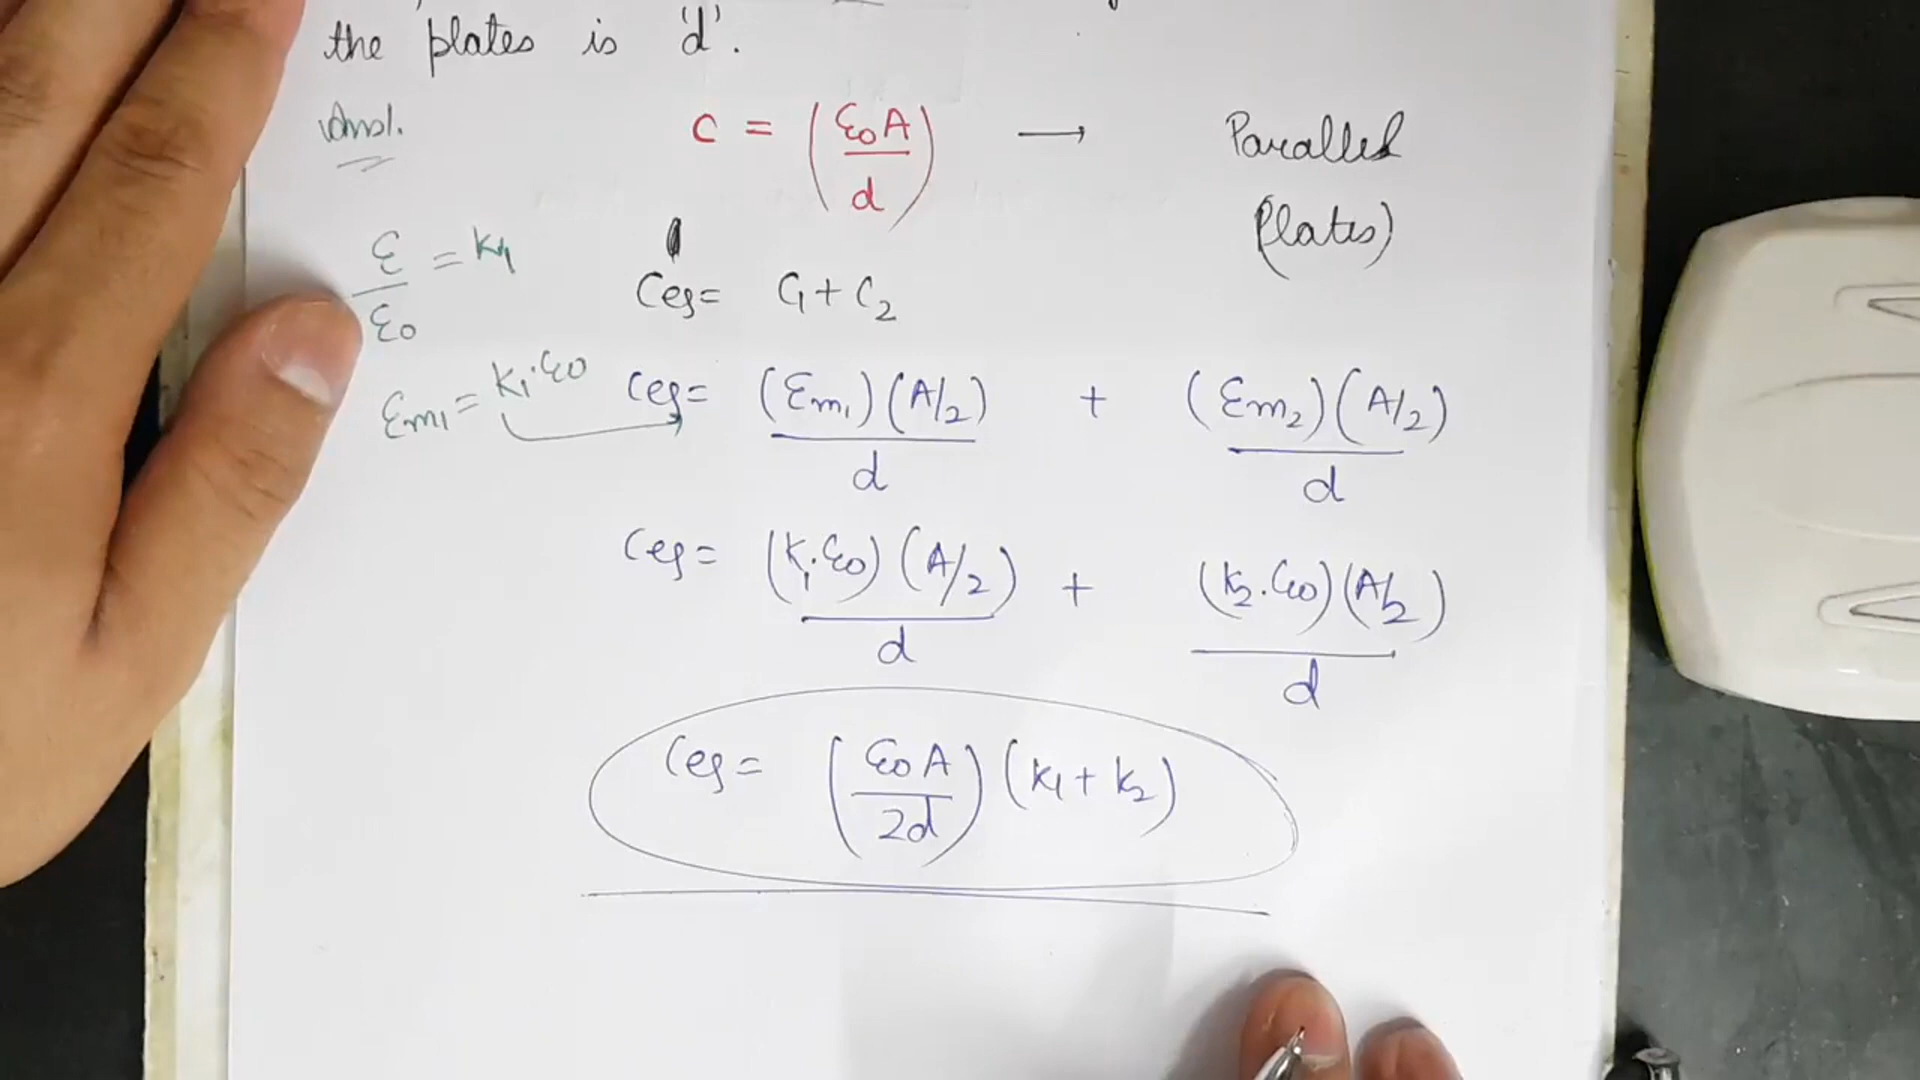 the plates is 'd'.
Ans.
C = (ε₀A/d) → Parallel
(Plates)
ε/ε₀ = K₁
Ceq = C₁ + C₂
εm₁ = K₁·ε₀
Ceq = (εm₁)(A/2)/d + (εm₂)(A/2)/d
Ceq = (K₁·ε₀)(A/2)/d + (K₂·ε₀)(A/2)/d
Ceq = (ε₀A/2d)(K₁ + K₂)